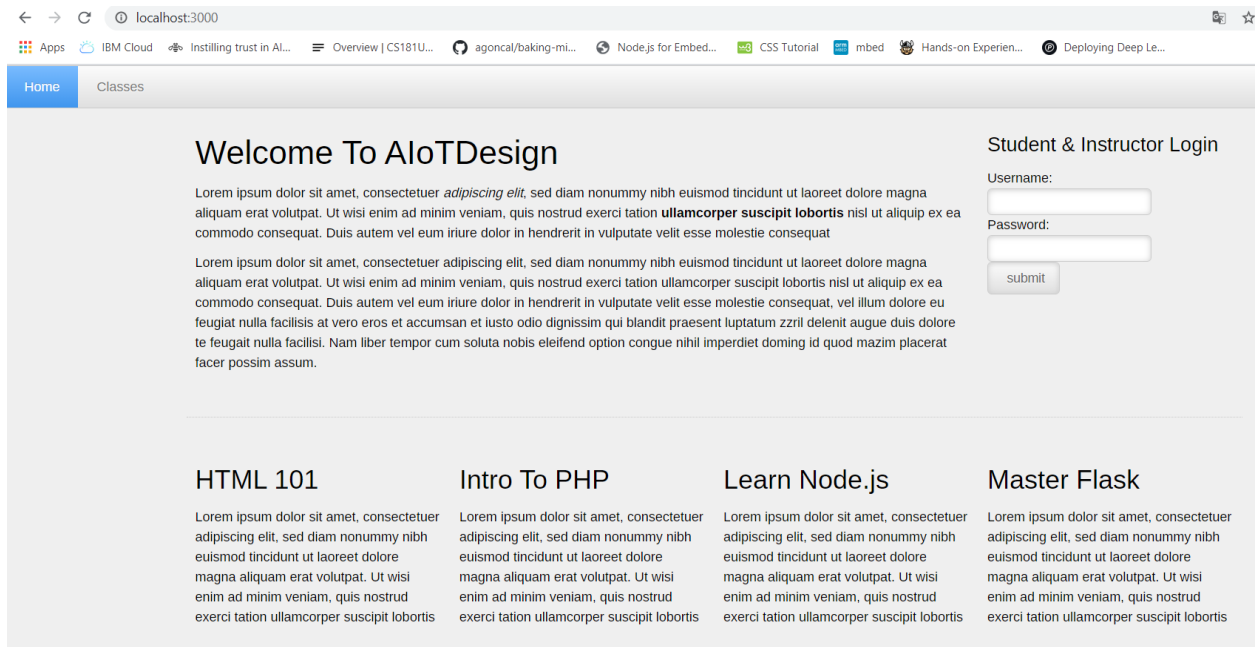 localhost:3000
Apps IBM Cloud Instilling trust in AI... Overview | CS181U... agoncal/baking-mi... Node.js for Embed... CSS Tutorial mbed Hands-on Experien... Deploying Deep Le...
Home Classes
Welcome To AIoTDesign
Lorem ipsum dolor sit amet, consectetuer adipiscing elit, sed diam nonummy nibh euismod tincidunt ut laoreet dolore magna
aliquam erat volutpat. Ut wisi enim ad minim veniam, quis nostrud exerci tation ullamcorper suscipit lobortis nisl ut aliquip ex ea
commodo consequat. Duis autem vel eum iriure dolor in hendrerit in vulputate velit esse molestie consequat
Lorem ipsum dolor sit amet, consectetuer adipiscing elit, sed diam nonummy nibh euismod tincidunt ut laoreet dolore magna
aliquam erat volutpat. Ut wisi enim ad minim veniam, quis nostrud exerci tation ullamcorper suscipit lobortis nisl ut aliquip ex ea
commodo consequat. Duis autem vel eum iriure dolor in hendrerit in vulputate velit esse molestie consequat, vel illum dolore eu
feugiat nulla facilisis at vero eros et accumsan et iusto odio dignissim qui blandit praesent luptatum zzril delenit augue duis dolore
te feugait nulla facilisi. Nam liber tempor cum soluta nobis eleifend option congue nihil imperdiet doming id quod mazim placerat
facer possim assum.
Student & Instructor Login
Username:
Password:
submit
HTML 101
Lorem ipsum dolor sit amet, consectetuer
adipiscing elit, sed diam nonummy nibh
euismod tincidunt ut laoreet dolore
magna aliquam erat volutpat. Ut wisi
enim ad minim veniam, quis nostrud
exerci tation ullamcorper suscipit lobortis
Intro To PHP
Lorem ipsum dolor sit amet, consectetuer
adipiscing elit, sed diam nonummy nibh
euismod tincidunt ut laoreet dolore
magna aliquam erat volutpat. Ut wisi
enim ad minim veniam, quis nostrud
exerci tation ullamcorper suscipit lobortis
Learn Node.js
Lorem ipsum dolor sit amet, consectetuer
adipiscing elit, sed diam nonummy nibh
euismod tincidunt ut laoreet dolore
magna aliquam erat volutpat. Ut wisi
enim ad minim veniam, quis nostrud
exerci tation ullamcorper suscipit lobortis
Master Flask
Lorem ipsum dolor sit amet, consectetuer
adipiscing elit, sed diam nonummy nibh
euismod tincidunt ut laoreet dolore
magna aliquam erat volutpat. Ut wisi
enim ad minim veniam, quis nostrud
exerci tation ullamcorper suscipit lobortis